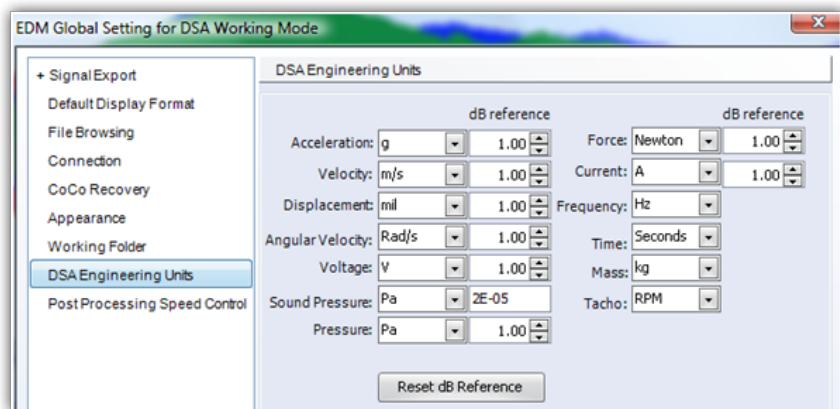 EDM Global Setting for DSA Working Mode
X
+ Signal Export
Default Display Format
File Browsing
Connection
CoCo Recovery
Appearance
Working Folder
DSA Engineering Units
Post Processing Speed Control
DSA Engineering Units
dB reference
Acceleration: g 1.00
Velocity: m/s 1.00
Displacement: mil 1.00
Angular Velocity: Rad/s 1.00
Voltage: V 1.00
Sound Pressure: Pa 2E-05
Pressure: Pa 1.00
dB reference
Force: Newton 1.00
Current: A 1.00
Frequency: Hz
Time: Seconds
Mass: kg
Tacho: RPM
Reset dB Reference